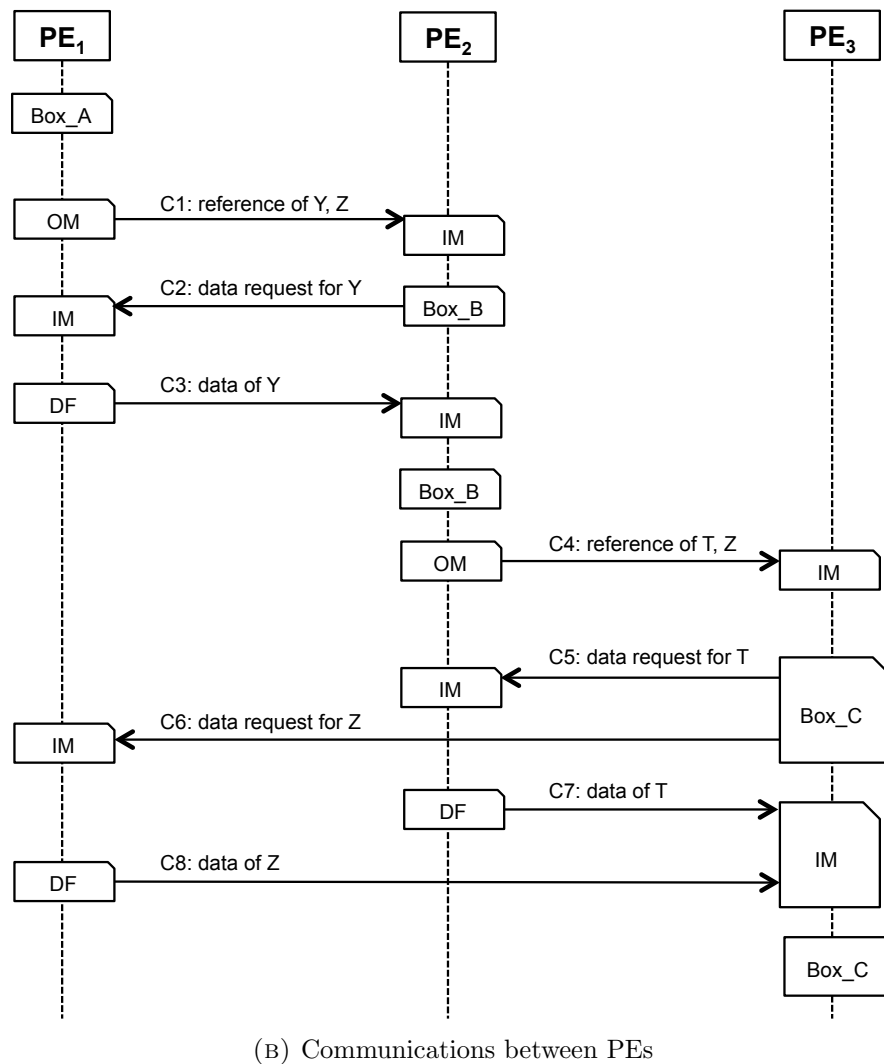 PE1 PE2 PE3
Box_A
C1: reference of Y, Z
OM
IM
C2: data request for Y
IM
Box_B
C3: data of Y
DF
IM
Box_B
C4: reference of T, Z
OM
IM
C5: data request for T
IM
C6: data request for Z
Box_C
IM
C7: data of T
DF
IM
C8: data of Z
DF
Box_C
(B) Communications between PEs